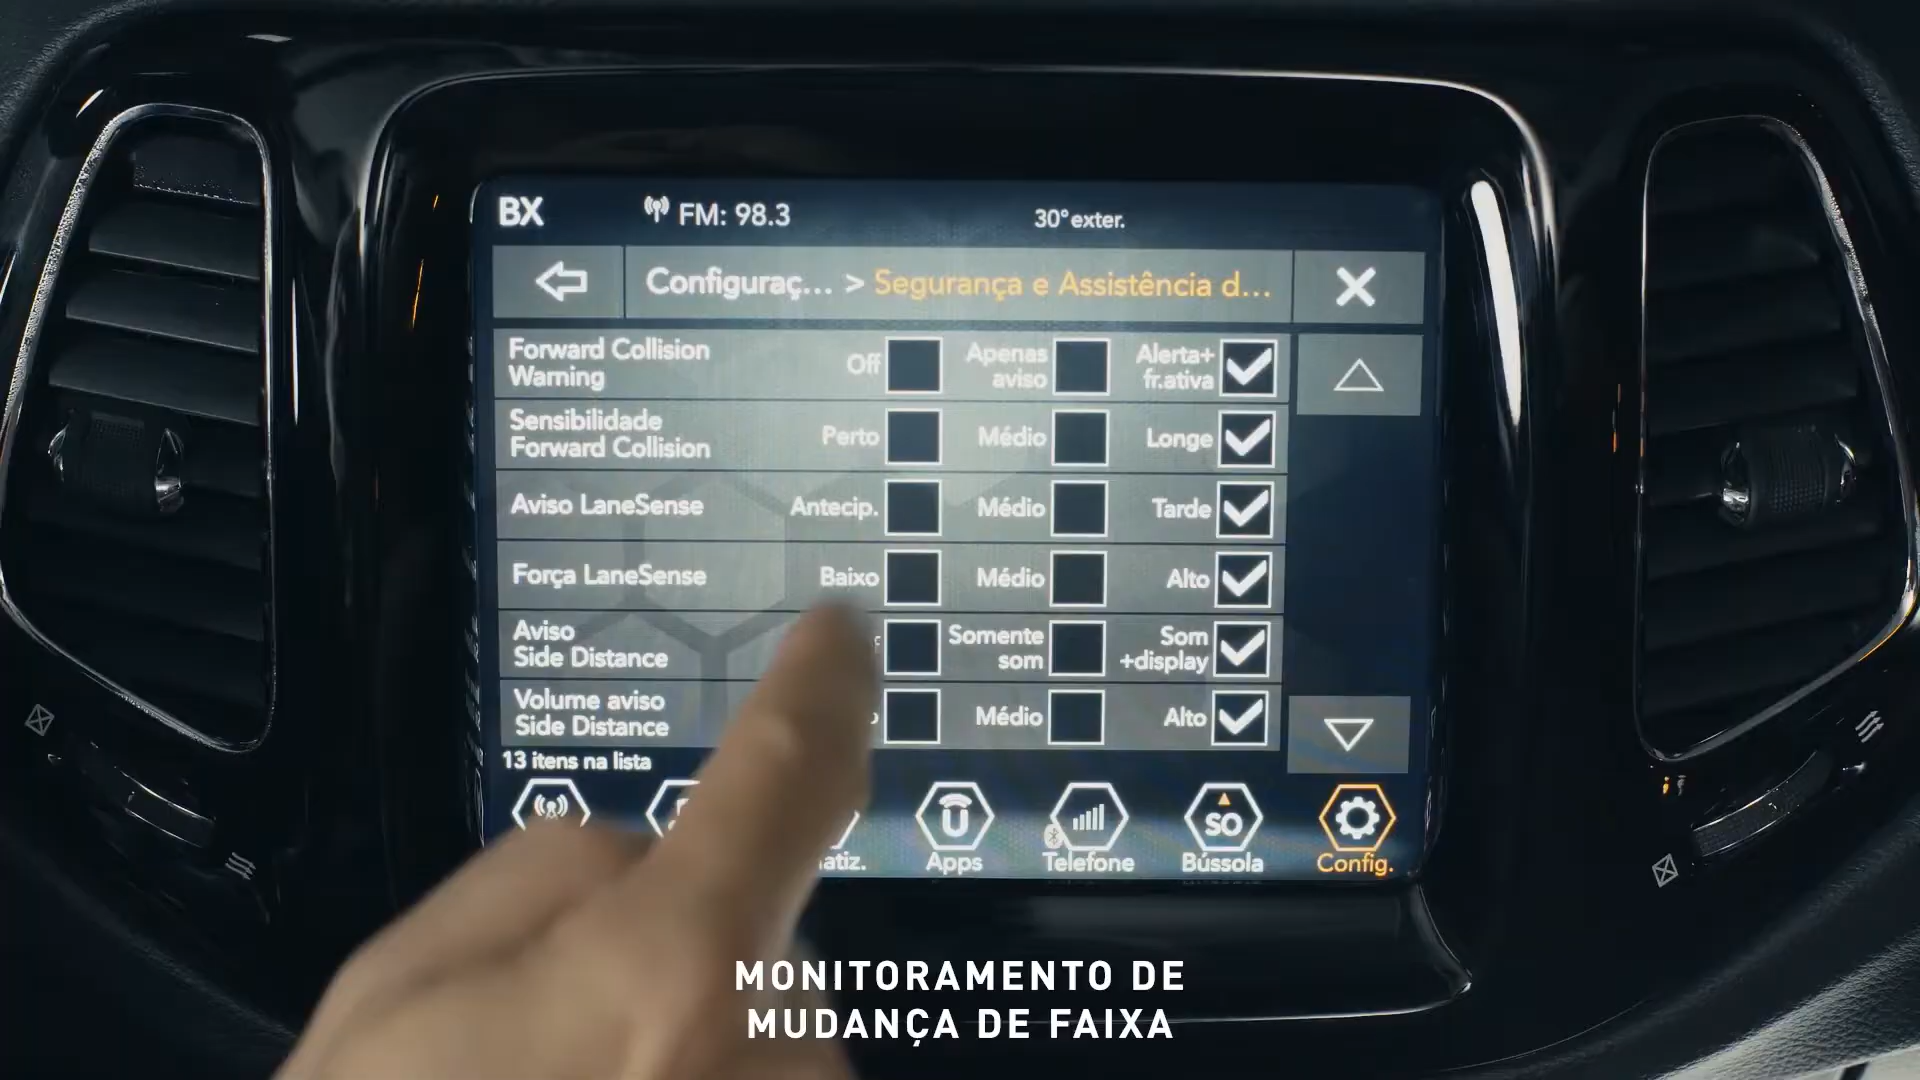 BX
FM: 98.3
30° exter.
Configuraç... > Segurança e Assistência d...
Forward Collision
Warning
Off
Apenas
aviso
Alerta+
fr.ativa
Sensibilidade
Forward Collision
Perto
Médio
Longe
Aviso LaneSense
Antecip.
Médio
Tarde
Força LaneSense
Baixo
Médio
Alto
Aviso
Side Distance
Somente
som
Som
+display
Volume aviso
Side Distance
Médio
Alto
13 itens na lista
SO
Apps
Telefone
Bússola
Config.
MONITORAMENTO DE
MUDANÇA DE FAIXA